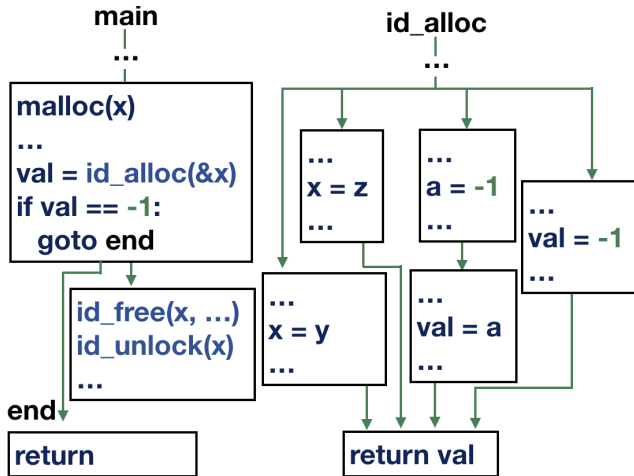 main
...
malloc(x)
...
val = id_alloc(&x)
if val == -1:
goto end
id_free(x, ...)
id_unlock(x)
...
end
return
id_alloc
...
...
x = y
...
...
x = z
...
...
a = -1
...
...
val = a
...
...
val = -1
...
return val